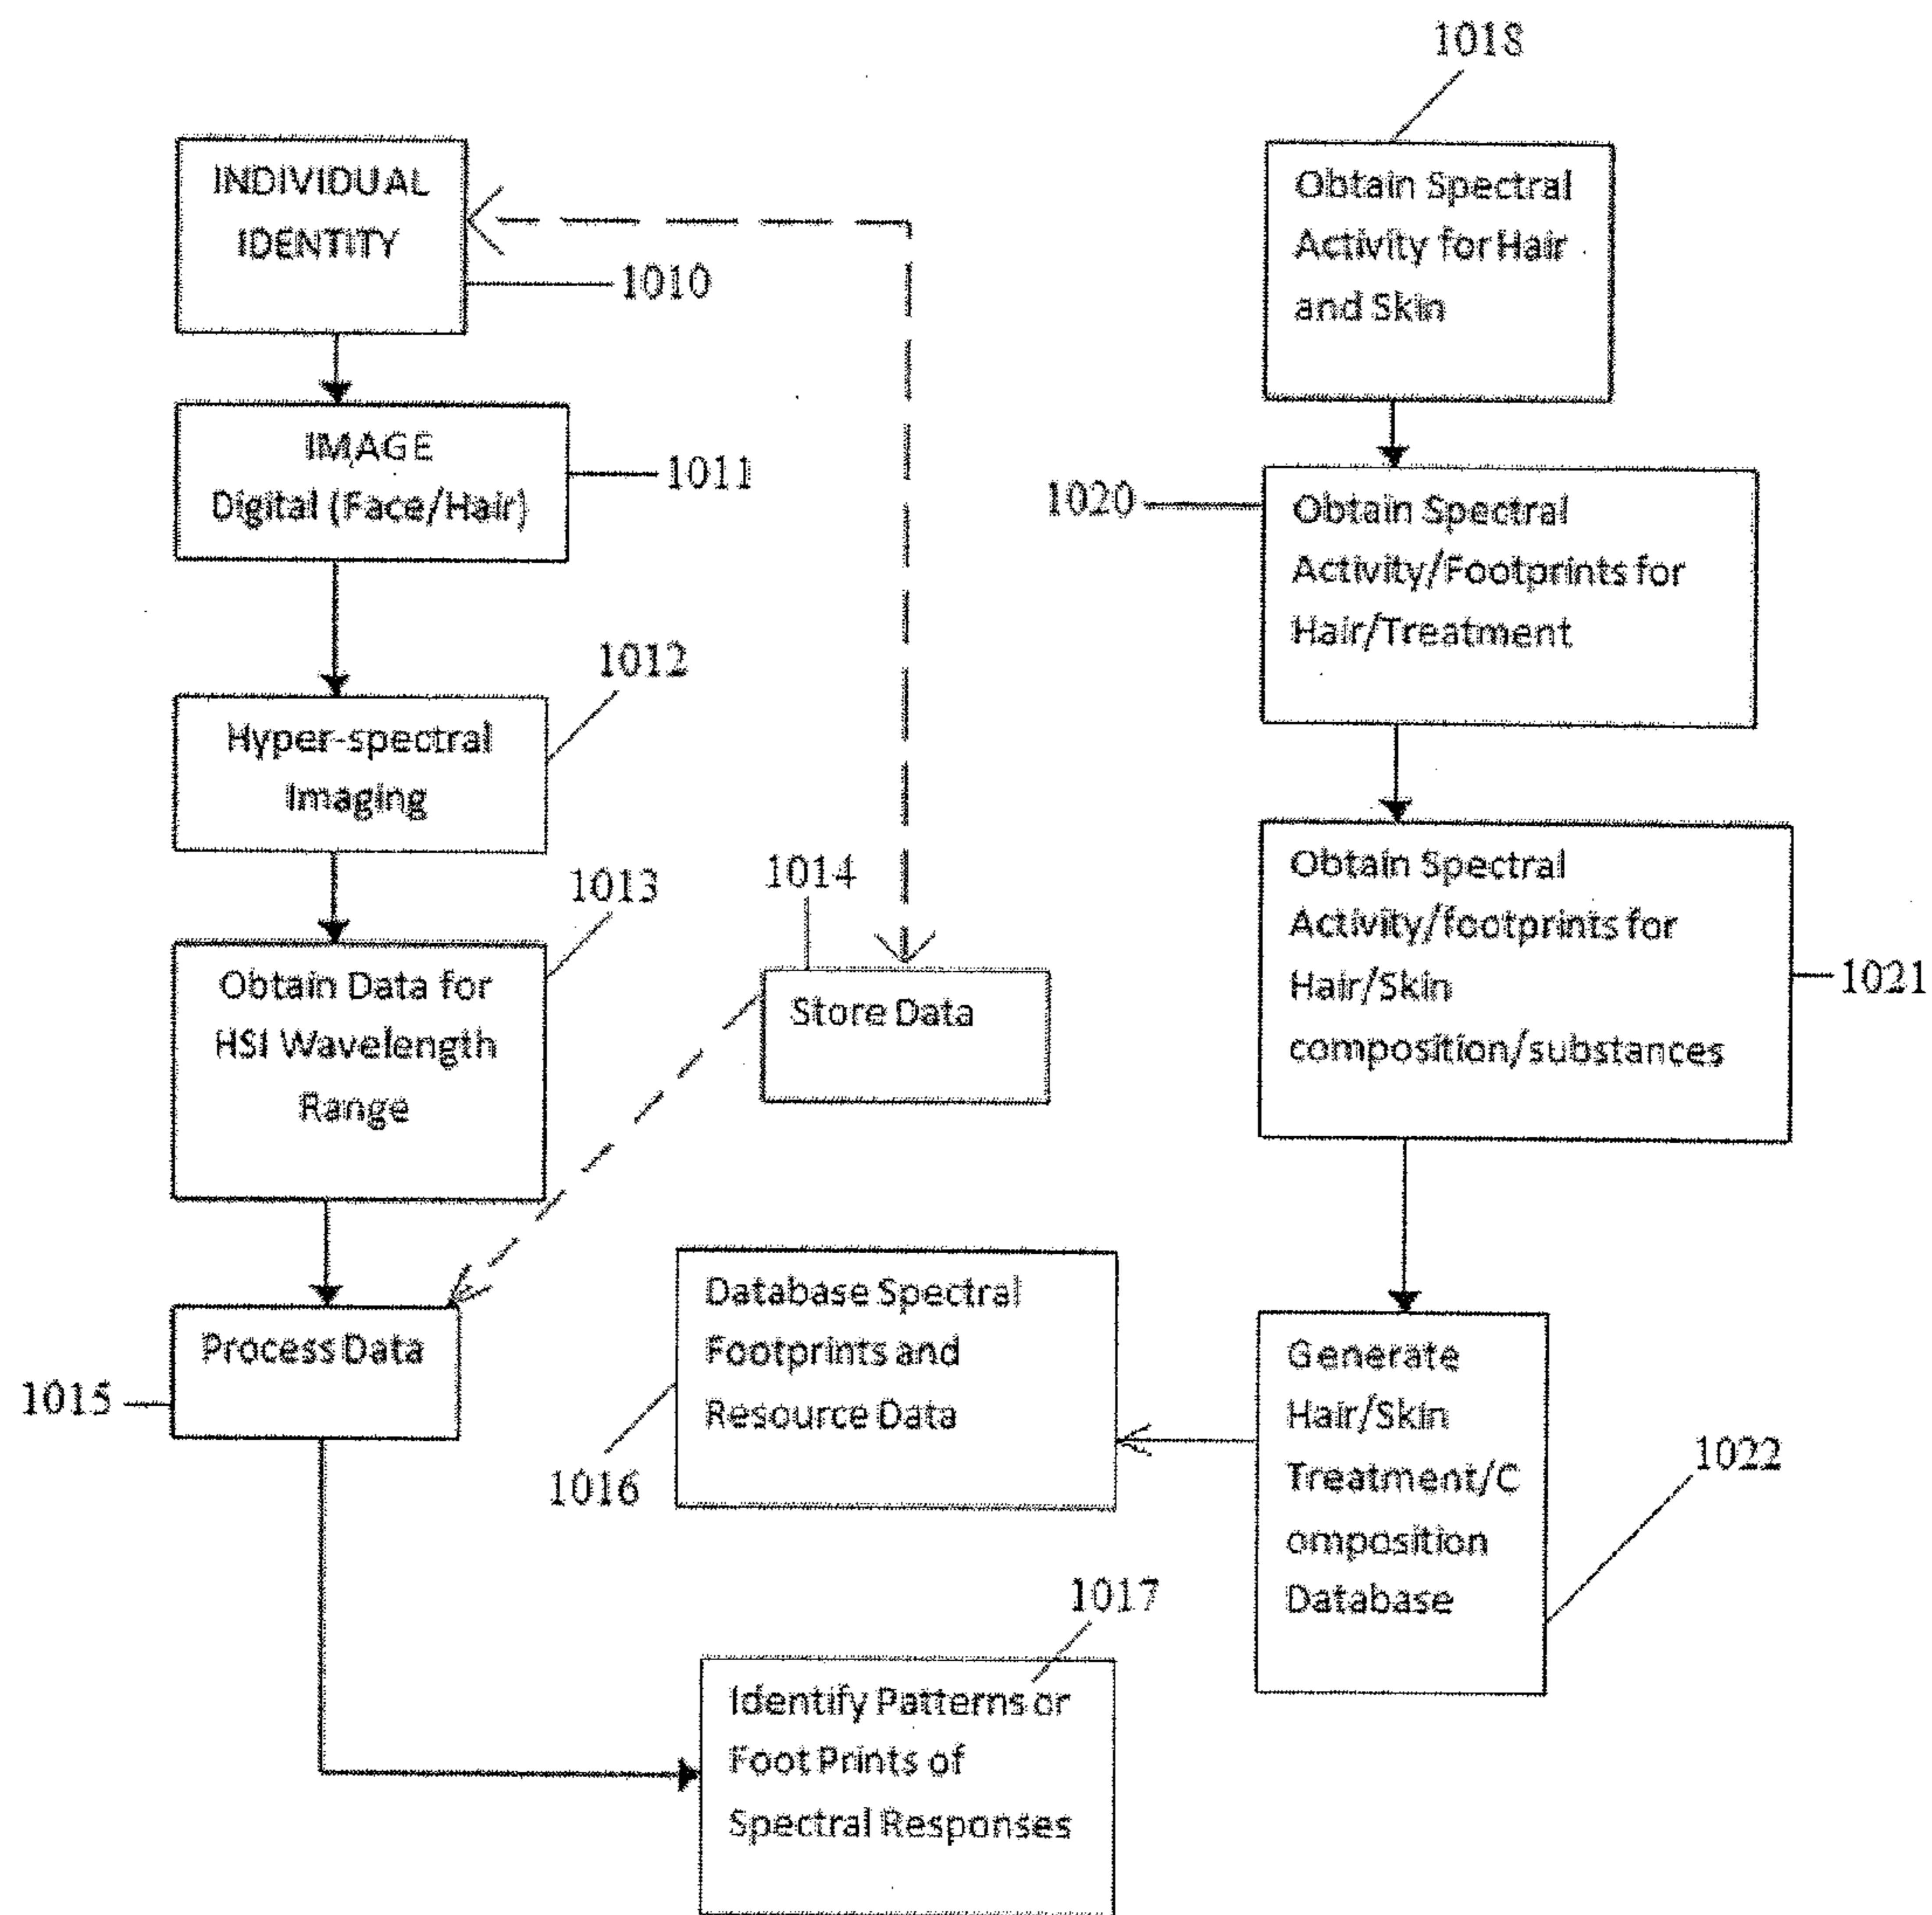 1018
INDIVIDUAL
IDENTITY
1010
IMAGE
Digital (Face/Hair)
1011
1012
Hyper-spectral
Imaging
1013
Obtain Data for
HSI Wavelength
Range
1014
Store Data
Process Data
1015
Database Spectral
Footprints and
Resource Data
1016
1017
Identify Patterns or
Foot Prints of
Spectral Responses
Obtain Spectral
Activity for Hair
and Skin
1020
Obtain Spectral
Activity/Footprints for
Hair/Treatment
Obtain Spectral
Activity/footprints for
Hair/Skin
composition/substances
1021
Generate
Hair/Skin
Treatment/C
omposition
Database
1022